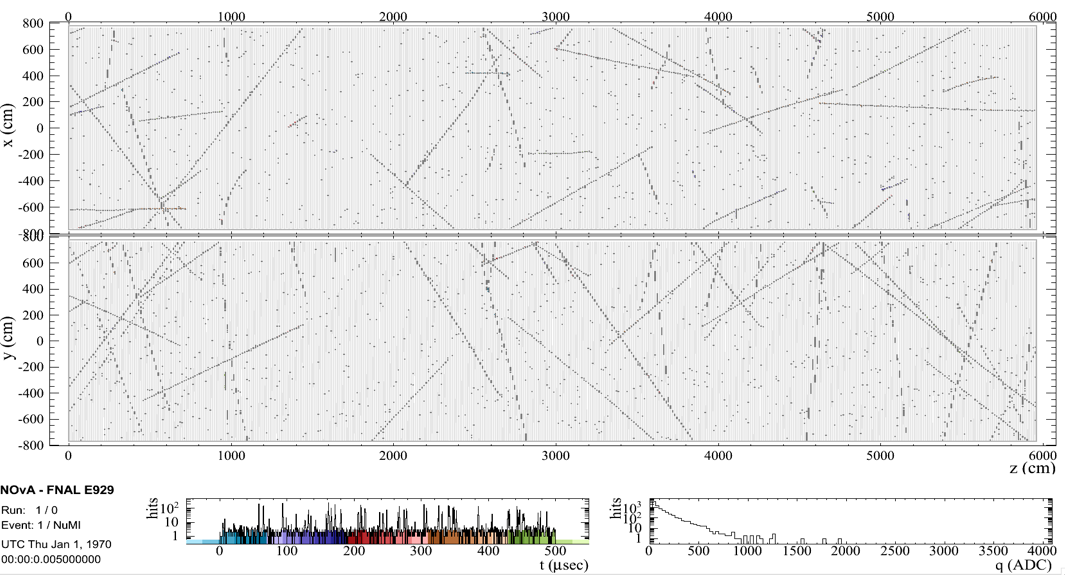 0 1000 2000 3000 4000 5000 6000
x (cm)
600
400
200
0
-200
-400
-600
-800
800
y (cm)
600
400
200
0
-200
-400
-600
-800
0 1000 2000 3000 4000 5000 6000
z (cm)
NOvA - FNAL E929
Run: 1 / 0
Event: 1 / NuMI
UTC Thu Jan 1, 1970
00:00:0.005000000
hits
10²
10
1
0 100 200 300 400 500
t (μsec)
hits
10³
10²
10
1
0 500 1000 1500 2000 2500 3000 3500 4000
q (ADC)